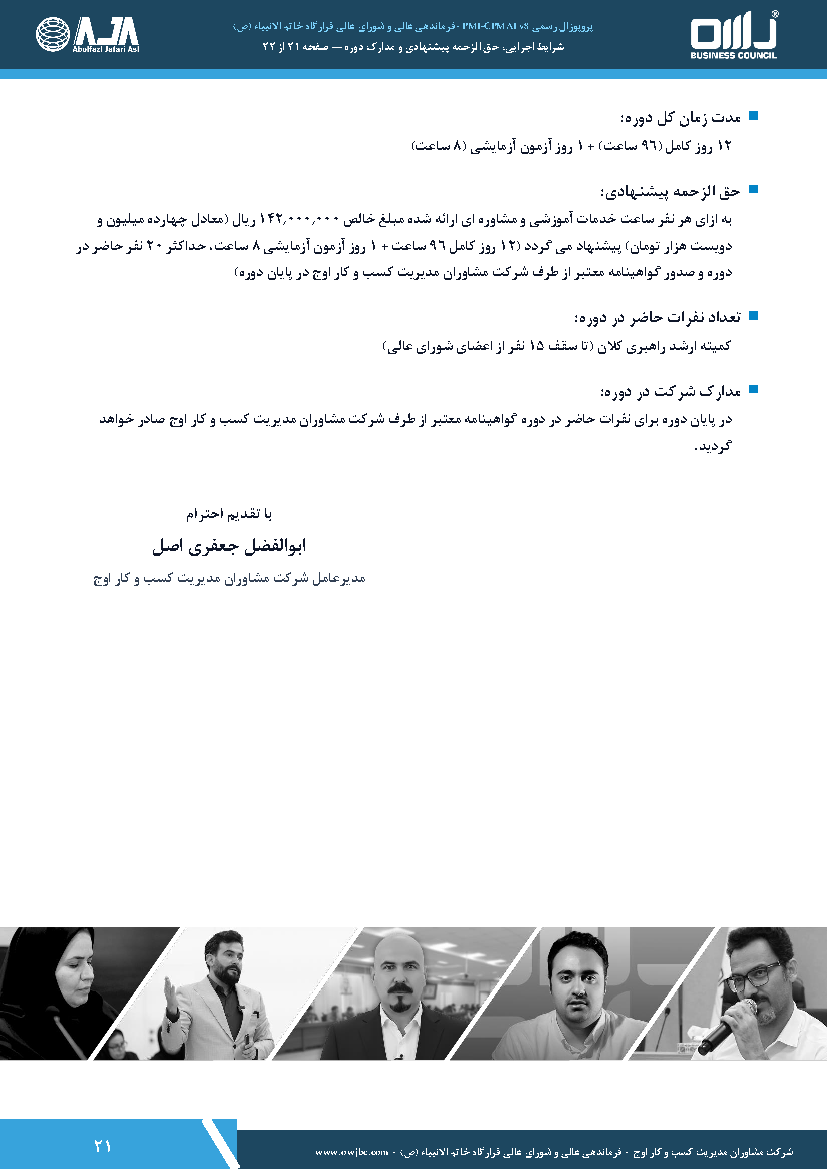 AJA
Abolfazl Jafari Asl
پروپوزال رسمی PMI-CPMAI v8 - فرماندهی عالی و شورای عالی قرارگاه خاتم الانبیاء (ص)
شرایط اجرایی، حق الزحمه پیشنهادی و مدارک دوره — صفحه ۲۱ از ۲۲
BUSINESS COUNCIL
مدت زمان کل دوره:
۱۲ روز کامل (۹۶ ساعت) + ۱ روز آزمون آزمایشی (۸ ساعت)
حق الزحمه پیشنهادی:
به ازای هر نفر ساعت خدمات آموزشی و مشاوره ای ارائه شده مبلغ خالص ۱۴۲,۰۰۰,۰۰۰ ریال (معادل چهارده میلیون و
دویست هزار تومان) پیشنهاد می گردد (۱۲ روز کامل ۹۶ ساعت + ۱ روز آزمون آزمایشی ۸ ساعت، حداکثر ۲۰ نفر حاضر در
دوره و صدور گواهینامه معتبر از طرف شرکت مشاوران مدیریت کسب و کار اوج در پایان دوره)
تعداد نفرات حاضر در دوره:
کمیته ارشد راهبری کلان (تا سقف ۱۵ نفر از اعضای شورای عالی)
مدارک شرکت در دوره:
در پایان دوره برای نفرات حاضر در دوره گواهینامه معتبر از طرف شرکت مشاوران مدیریت کسب و کار اوج صادر خواهد
گردید.
با تقدیم احترام
ابوالفضل جعفری اصل
مدیرعامل شرکت مشاوران مدیریت کسب و کار اوج
شرکت مشاوران مدیریت کسب و کار اوج - فرماندهی عالی و شورای عالی قرارگاه خاتم الانبیاء (ص) - www.owjbc.com
۲۱